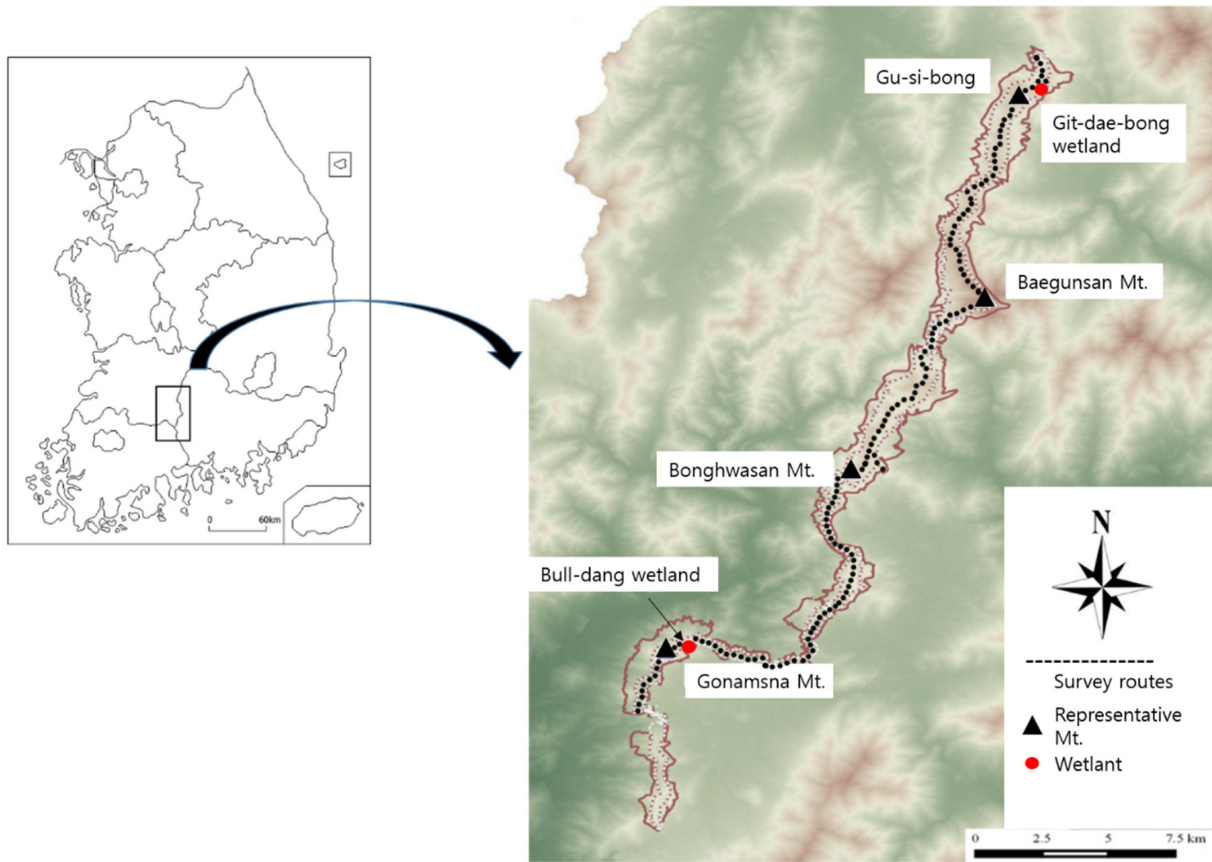 Gu-si-bong
Git-dae-bong
wetland
Baegunsan Mt.
Bonghwasan Mt.
Bull-dang wetland
Gonamsna Mt.
0 60km
N
Survey routes
Representative
Mt.
Wetlant
0 2.5 5 7.5 km